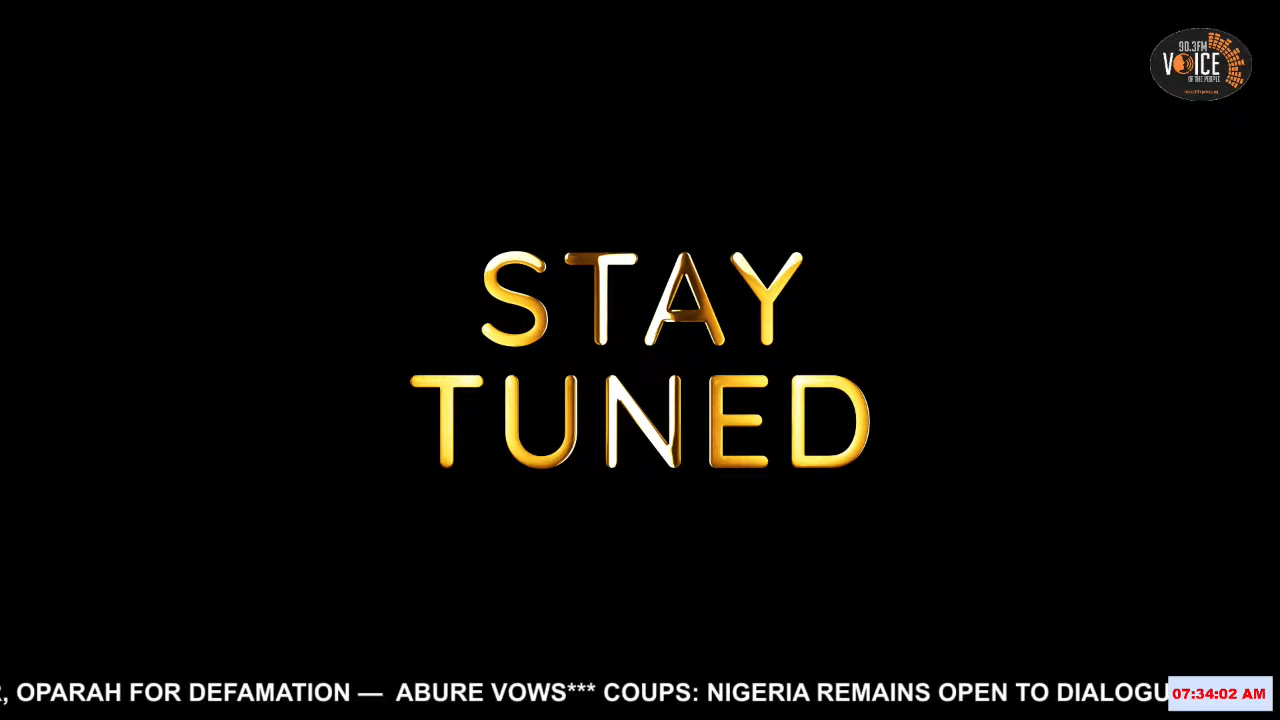 90.3FM
VOICE
OF THE PEOPLE
STAY
TUNED
, OPARAH FOR DEFAMATION — ABURE VOWS*** COUPS: NIGERIA REMAINS OPEN TO DIALOGU
07:34:02 AM